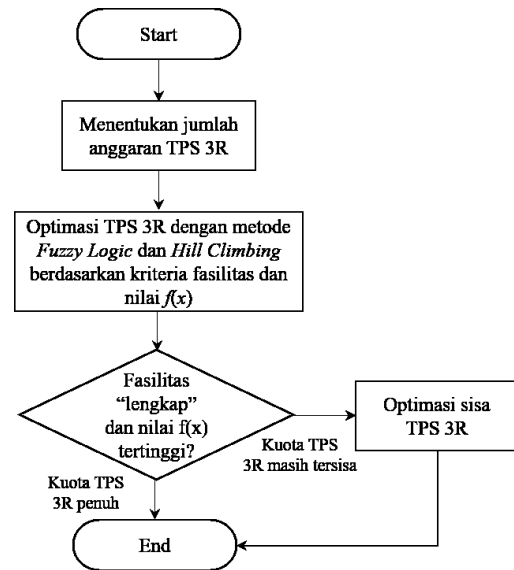 Start
Menentukan jumlah
anggaran TPS 3R
Optimasi TPS 3R dengan metode
Fuzzy Logic dan Hill Climbing
berdasarkan kriteria fasilitas dan
nilai f(x)
Fasilitas
“lengkap”
dan nilai f(x)
tertinggi?
Optimasi sisa
TPS 3R
Kuota TPS
3R masih tersisa
Kuota TPS
3R penuh
End